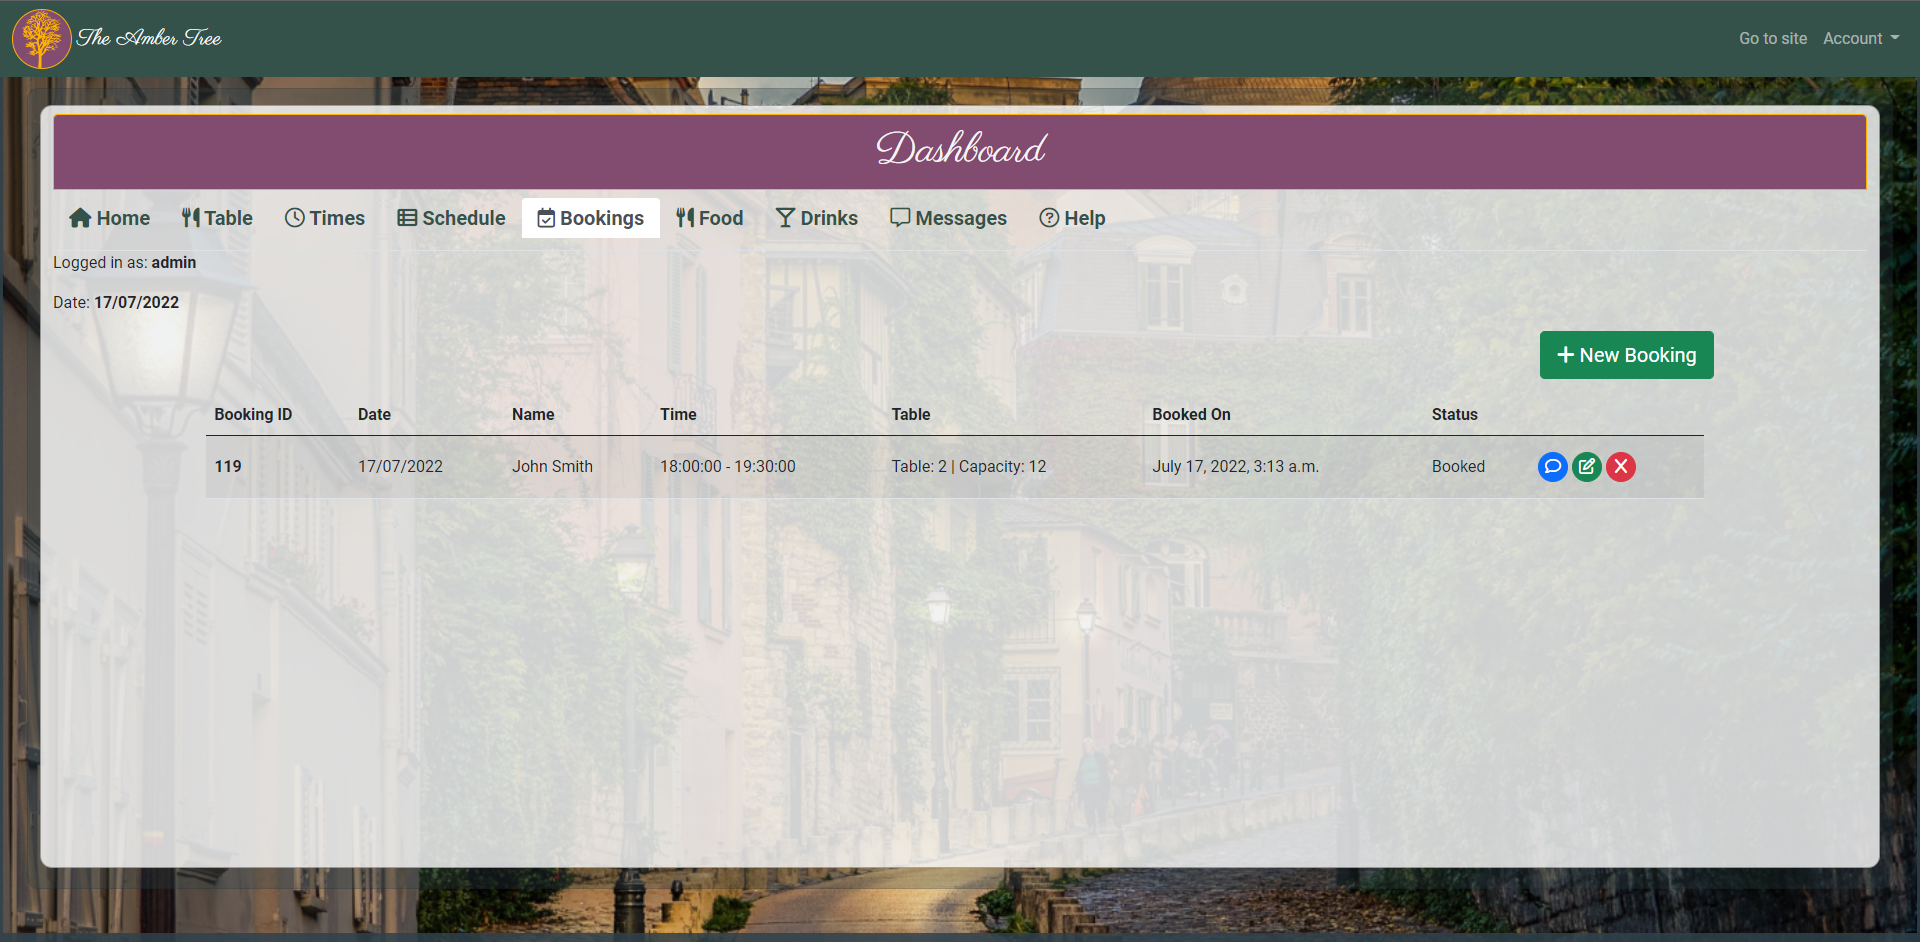 The Amber Tree
Go to site Account
Dashboard
Home Table Times Schedule Bookings Food Drinks Messages Help
Logged in as: admin
Date: 17/07/2022
New Booking
Booking ID Date Name Time Table Booked On Status
119 17/07/2022 John Smith 18:00:00 - 19:30:00 Table: 2 | Capacity: 12 July 17, 2022, 3:13 a.m. Booked